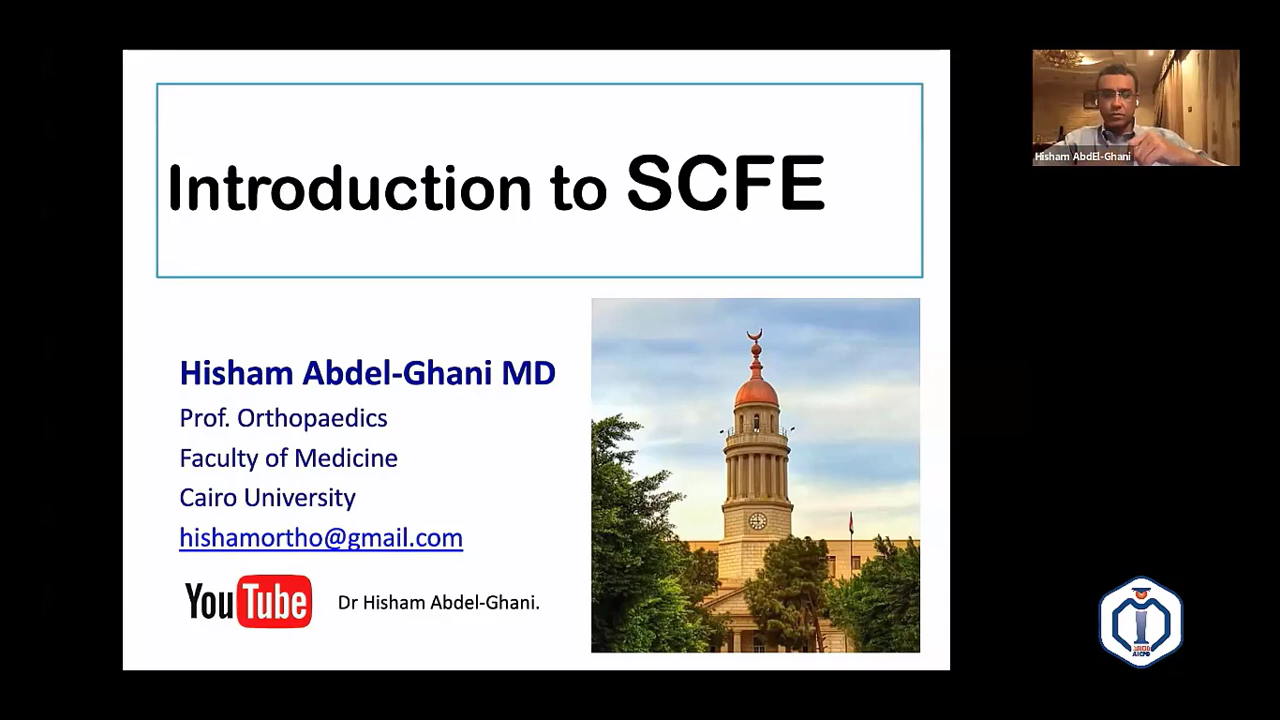 Introduction to SCFE
Hisham Abdel-Ghani MD
Prof. Orthopaedics
Faculty of Medicine
Cairo University
hishamortho@gmail.com
YouTube
Dr Hisham Abdel-Ghani.
Hisham AbdEl-Ghani